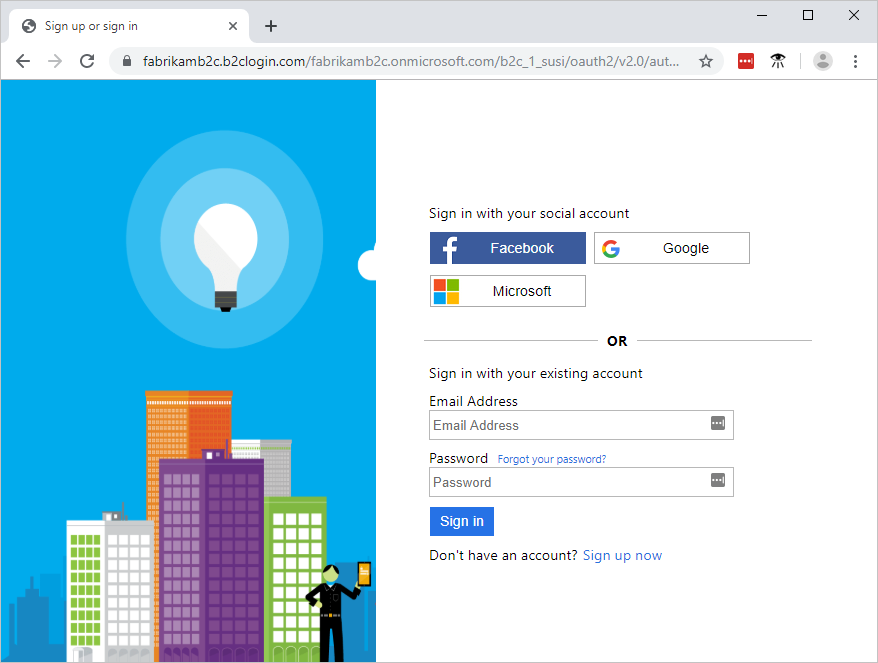 Sign up or sign in
fabrikamb2c.b2clogin.com/fabrikamb2c.onmicrosoft.com/b2c_1_susi/oauth2/v2.0/aut...
Sign in with your social account
Facebook
Google
Microsoft
OR
Sign in with your existing account
Email Address
Email Address
Password Forgot your password?
Password
Sign in
Don't have an account? Sign up now